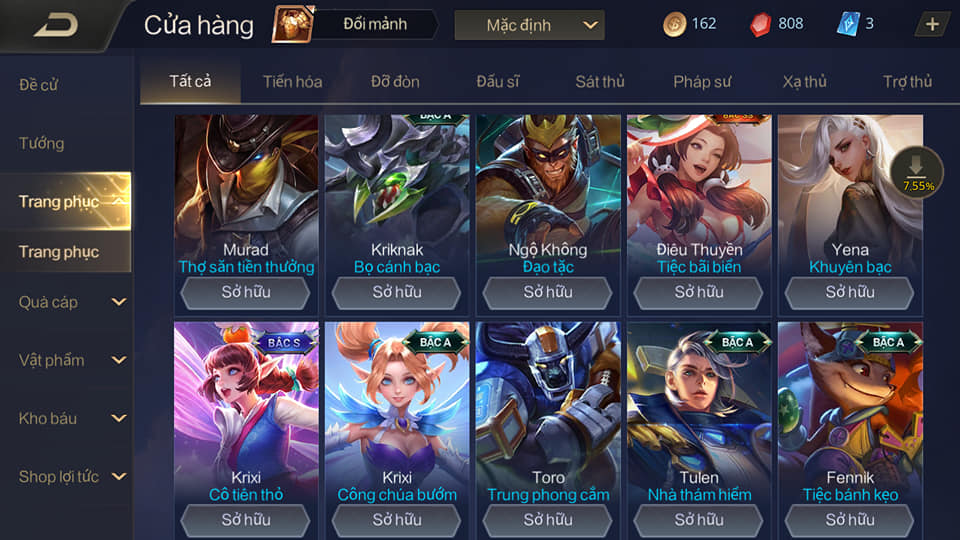 Cửa hàng
Đổi mảnh
Mặc định
162
808
3
Đề cử
Tướng
Trang phục
Trang phục
Quà cáp
Vật phẩm
Kho báu
Shop lợi tức
Tất cả
Tiến hóa
Đỡ đòn
Đấu sĩ
Sát thủ
Pháp sư
Xạ thủ
Trợ thủ
7.55%
Murad
Thợ săn tiền thưởng
Sở hữu
BẬC A
Kriknak
Bọ cánh bạc
Sở hữu
Ngộ Không
Đạo tặc
Sở hữu
BẬC SS
Điêu Thuyền
Tiệc bãi biển
Sở hữu
Yena
Khuyên bạc
Sở hữu
BẬC S
Krixi
Cô tiên thỏ
Sở hữu
BẬC A
Krixi
Công chúa bướm
Sở hữu
Toro
Trung phong cắm
Sở hữu
BẬC A
Tulen
Nhà thám hiểm
Sở hữu
BẬC A
Fennik
Tiệc bánh kẹo
Sở hữu